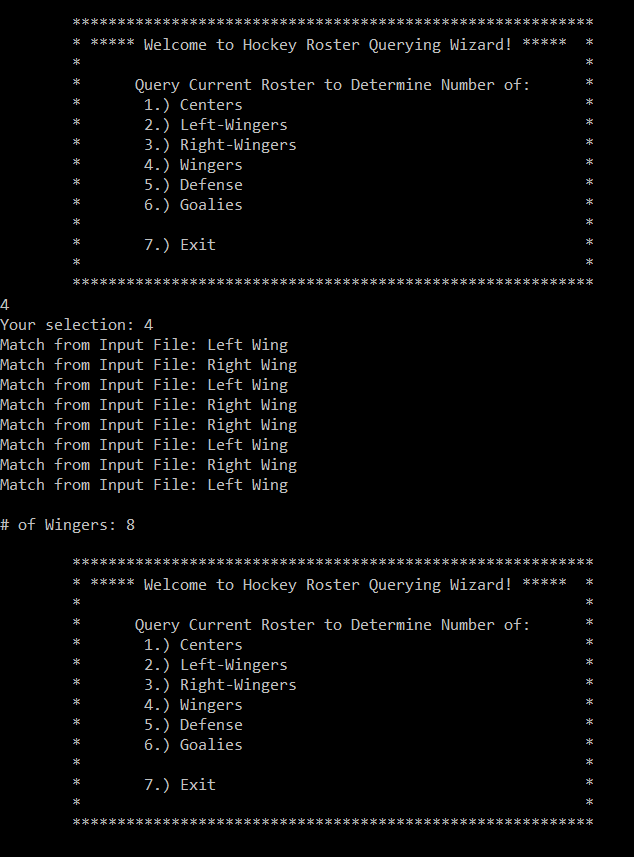 **********************************************************
* ***** Welcome to Hockey Roster Querying Wizard! *****  *
*                                                        *
*      Query Current Roster to Determine Number of:      *
*       1.) Centers                                      *
*       2.) Left-Wingers                                 *
*       3.) Right-Wingers                                *
*       4.) Wingers                                      *
*       5.) Defense                                      *
*       6.) Goalies                                      *
*                                                        *
*       7.) Exit                                         *
*                                                        *
**********************************************************
4
Your selection: 4
Match from Input File: Left Wing
Match from Input File: Right Wing
Match from Input File: Left Wing
Match from Input File: Right Wing
Match from Input File: Right Wing
Match from Input File: Left Wing
Match from Input File: Right Wing
Match from Input File: Left Wing
# of Wingers: 8
**********************************************************
* ***** Welcome to Hockey Roster Querying Wizard! *****  *
*                                                        *
*      Query Current Roster to Determine Number of:      *
*       1.) Centers                                      *
*       2.) Left-Wingers                                 *
*       3.) Right-Wingers                                *
*       4.) Wingers                                      *
*       5.) Defense                                      *
*       6.) Goalies                                      *
*                                                        *
*       7.) Exit                                         *
*                                                        *
**********************************************************